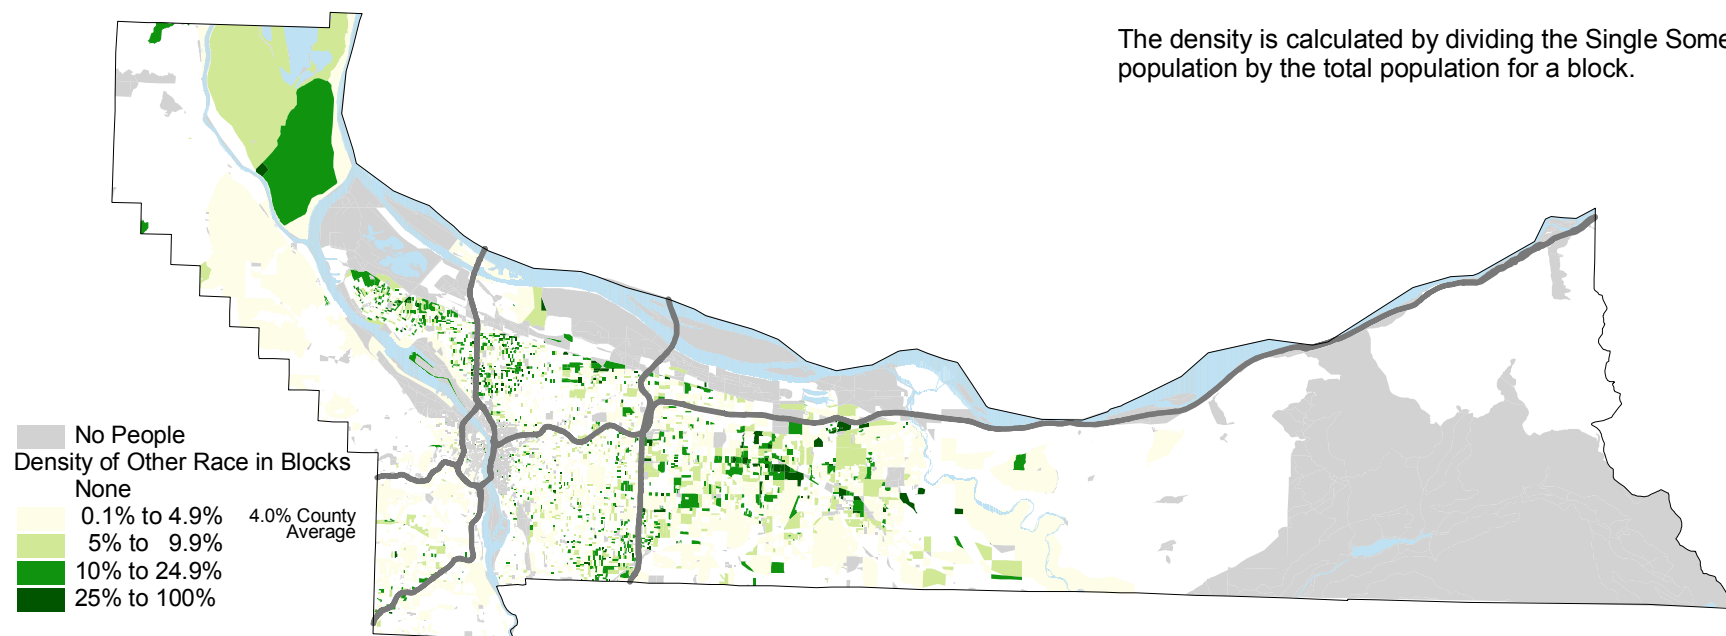 The density is calculated by dividing the Single Some
population by the total population for a block.
No People
Density of Other Race in Blocks
None
0.1% to 4.9%
4.0% County
Average
5% to 9.9%
10% to 24.9%
25% to 100%